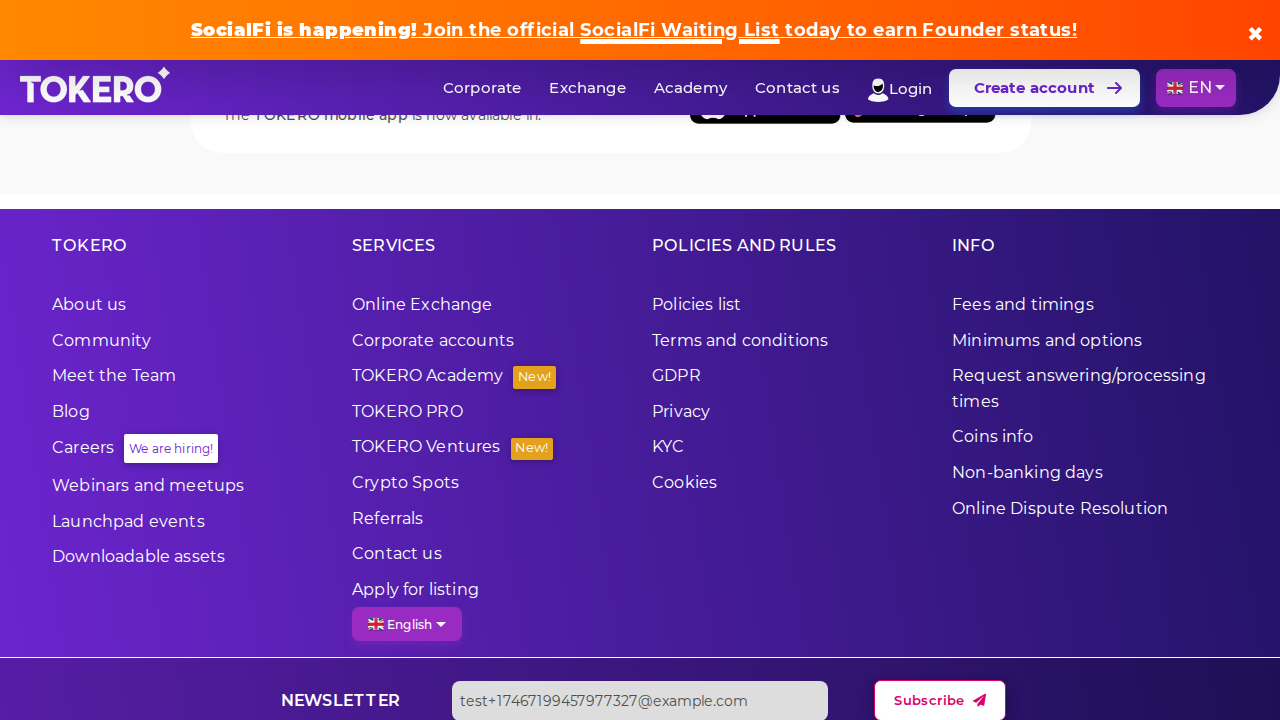 SocialFi is happening! Join the official SocialFi Waiting List today to earn Founder status!
✖
TOKERO
Corporate
Exchange
Academy
Contact us
Login
Create account
EN
The TOKERO mobile app is now available in:
TOKERO
About us
Community
Meet the Team
Blog
Careers We are hiring!
Webinars and meetups
Launchpad events
Downloadable assets
SERVICES
Online Exchange
Corporate accounts
TOKERO Academy New!
TOKERO PRO
TOKERO Ventures New!
Crypto Spots
Referrals
Contact us
Apply for listing
English
POLICIES AND RULES
Policies list
Terms and conditions
GDPR
Privacy
KYC
Cookies
INFO
Fees and timings
Minimums and options
Request answering/processing
times
Coins info
Non-banking days
Online Dispute Resolution
NEWSLETTER
test+17467199457977327@example.com
Subscribe